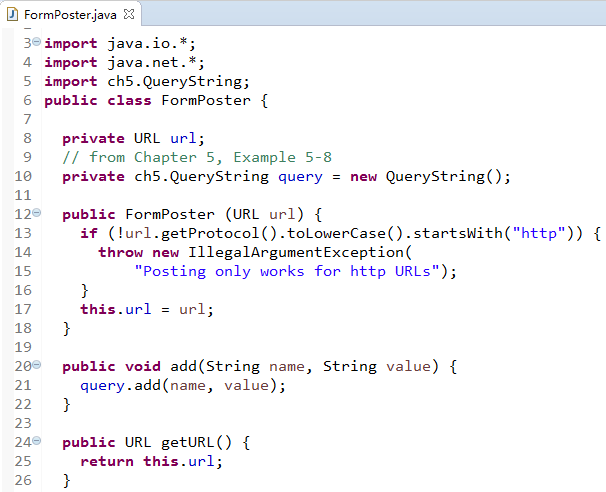 FormPoster.java
3 import java.io.*;
4 import java.net.*;
5 import ch5.QueryString;
6 public class FormPoster {
7
8   private URL url;
9   // from Chapter 5, Example 5-8
10   private ch5.QueryString query = new QueryString();
11
12   public FormPoster (URL url) {
13     if (!url.getProtocol().toLowerCase().startsWith("http")) {
14       throw new IllegalArgumentException(
15           "Posting only works for http URLs");
16     }
17     this.url = url;
18   }
19
20   public void add(String name, String value) {
21     query.add(name, value);
22   }
23
24   public URL getURL() {
25     return this.url;
26   }